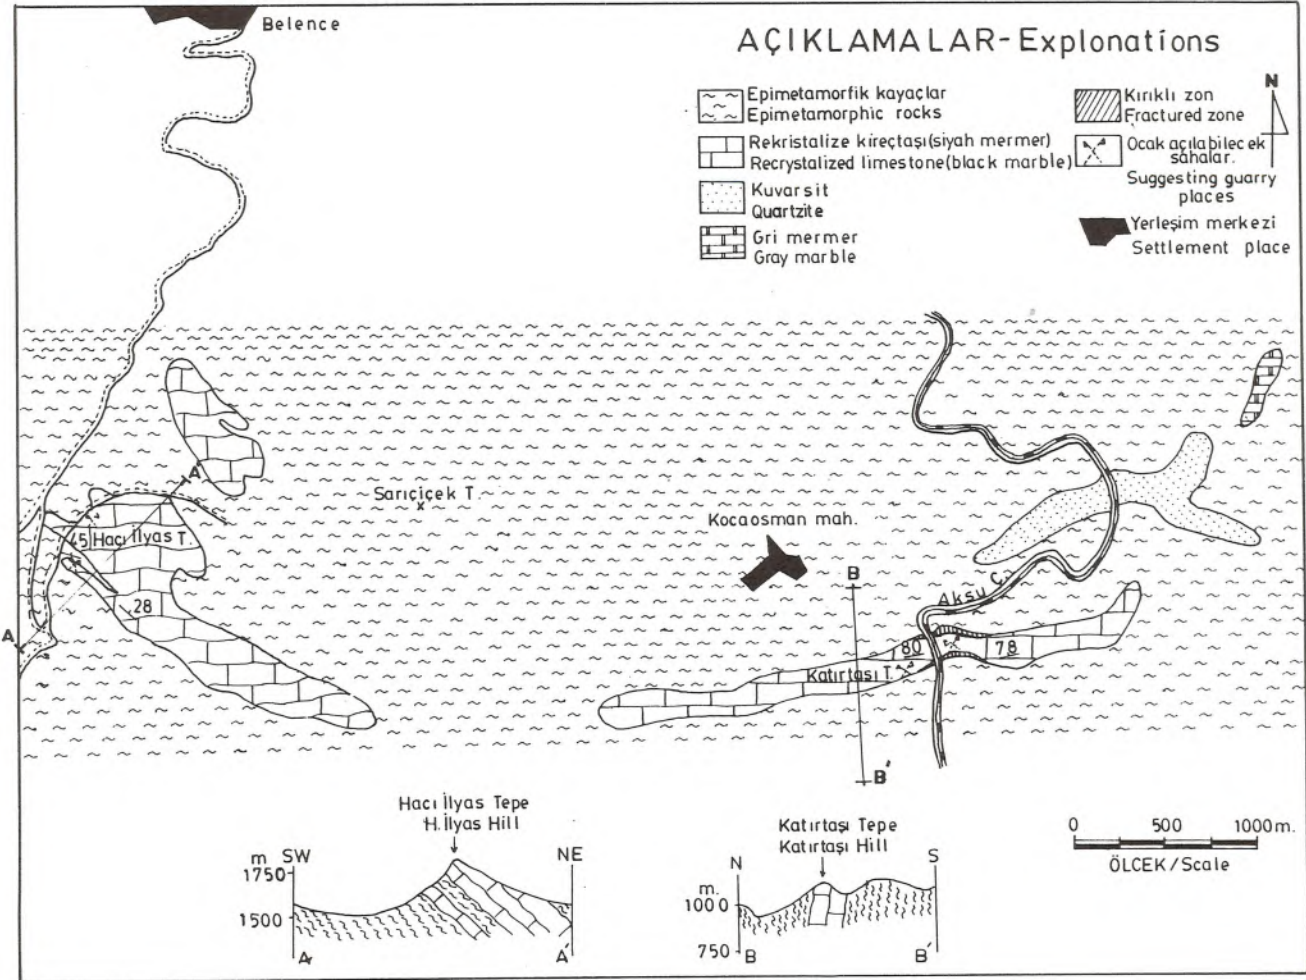 Belence
AÇIKLAMALAR-Explonations
Epimetamorfik kayaçlar
Epimetamorphic rocks
Rekristalize kireçtaşı(siyah mermer)
Recrystalized limestone(black marble)
Kuvarsit
Quartzite
Gri mermer
Gray marble
Kırıklı zon
Fractured zone
Ocak açılabilecek
sahalar.
Suggesting guarry
places
Yerleşim merkezi
Settlement place
N
A'
Sarıçiçek T.
Kocaosman mah.
45
Hacı İlyas T.
28
A
B
Aksu Ç.
80
78
Katırtaşı T.
B'
Hacı İlyas Tepe
H. İlyas Hill
m SW
NE
1750
1500
A
A'
Katırtaşı Tepe
Katırtaşı Hill
N
S
m.
1000
750
B
B'
0 500 1000m.
ÖLCEK/Scale